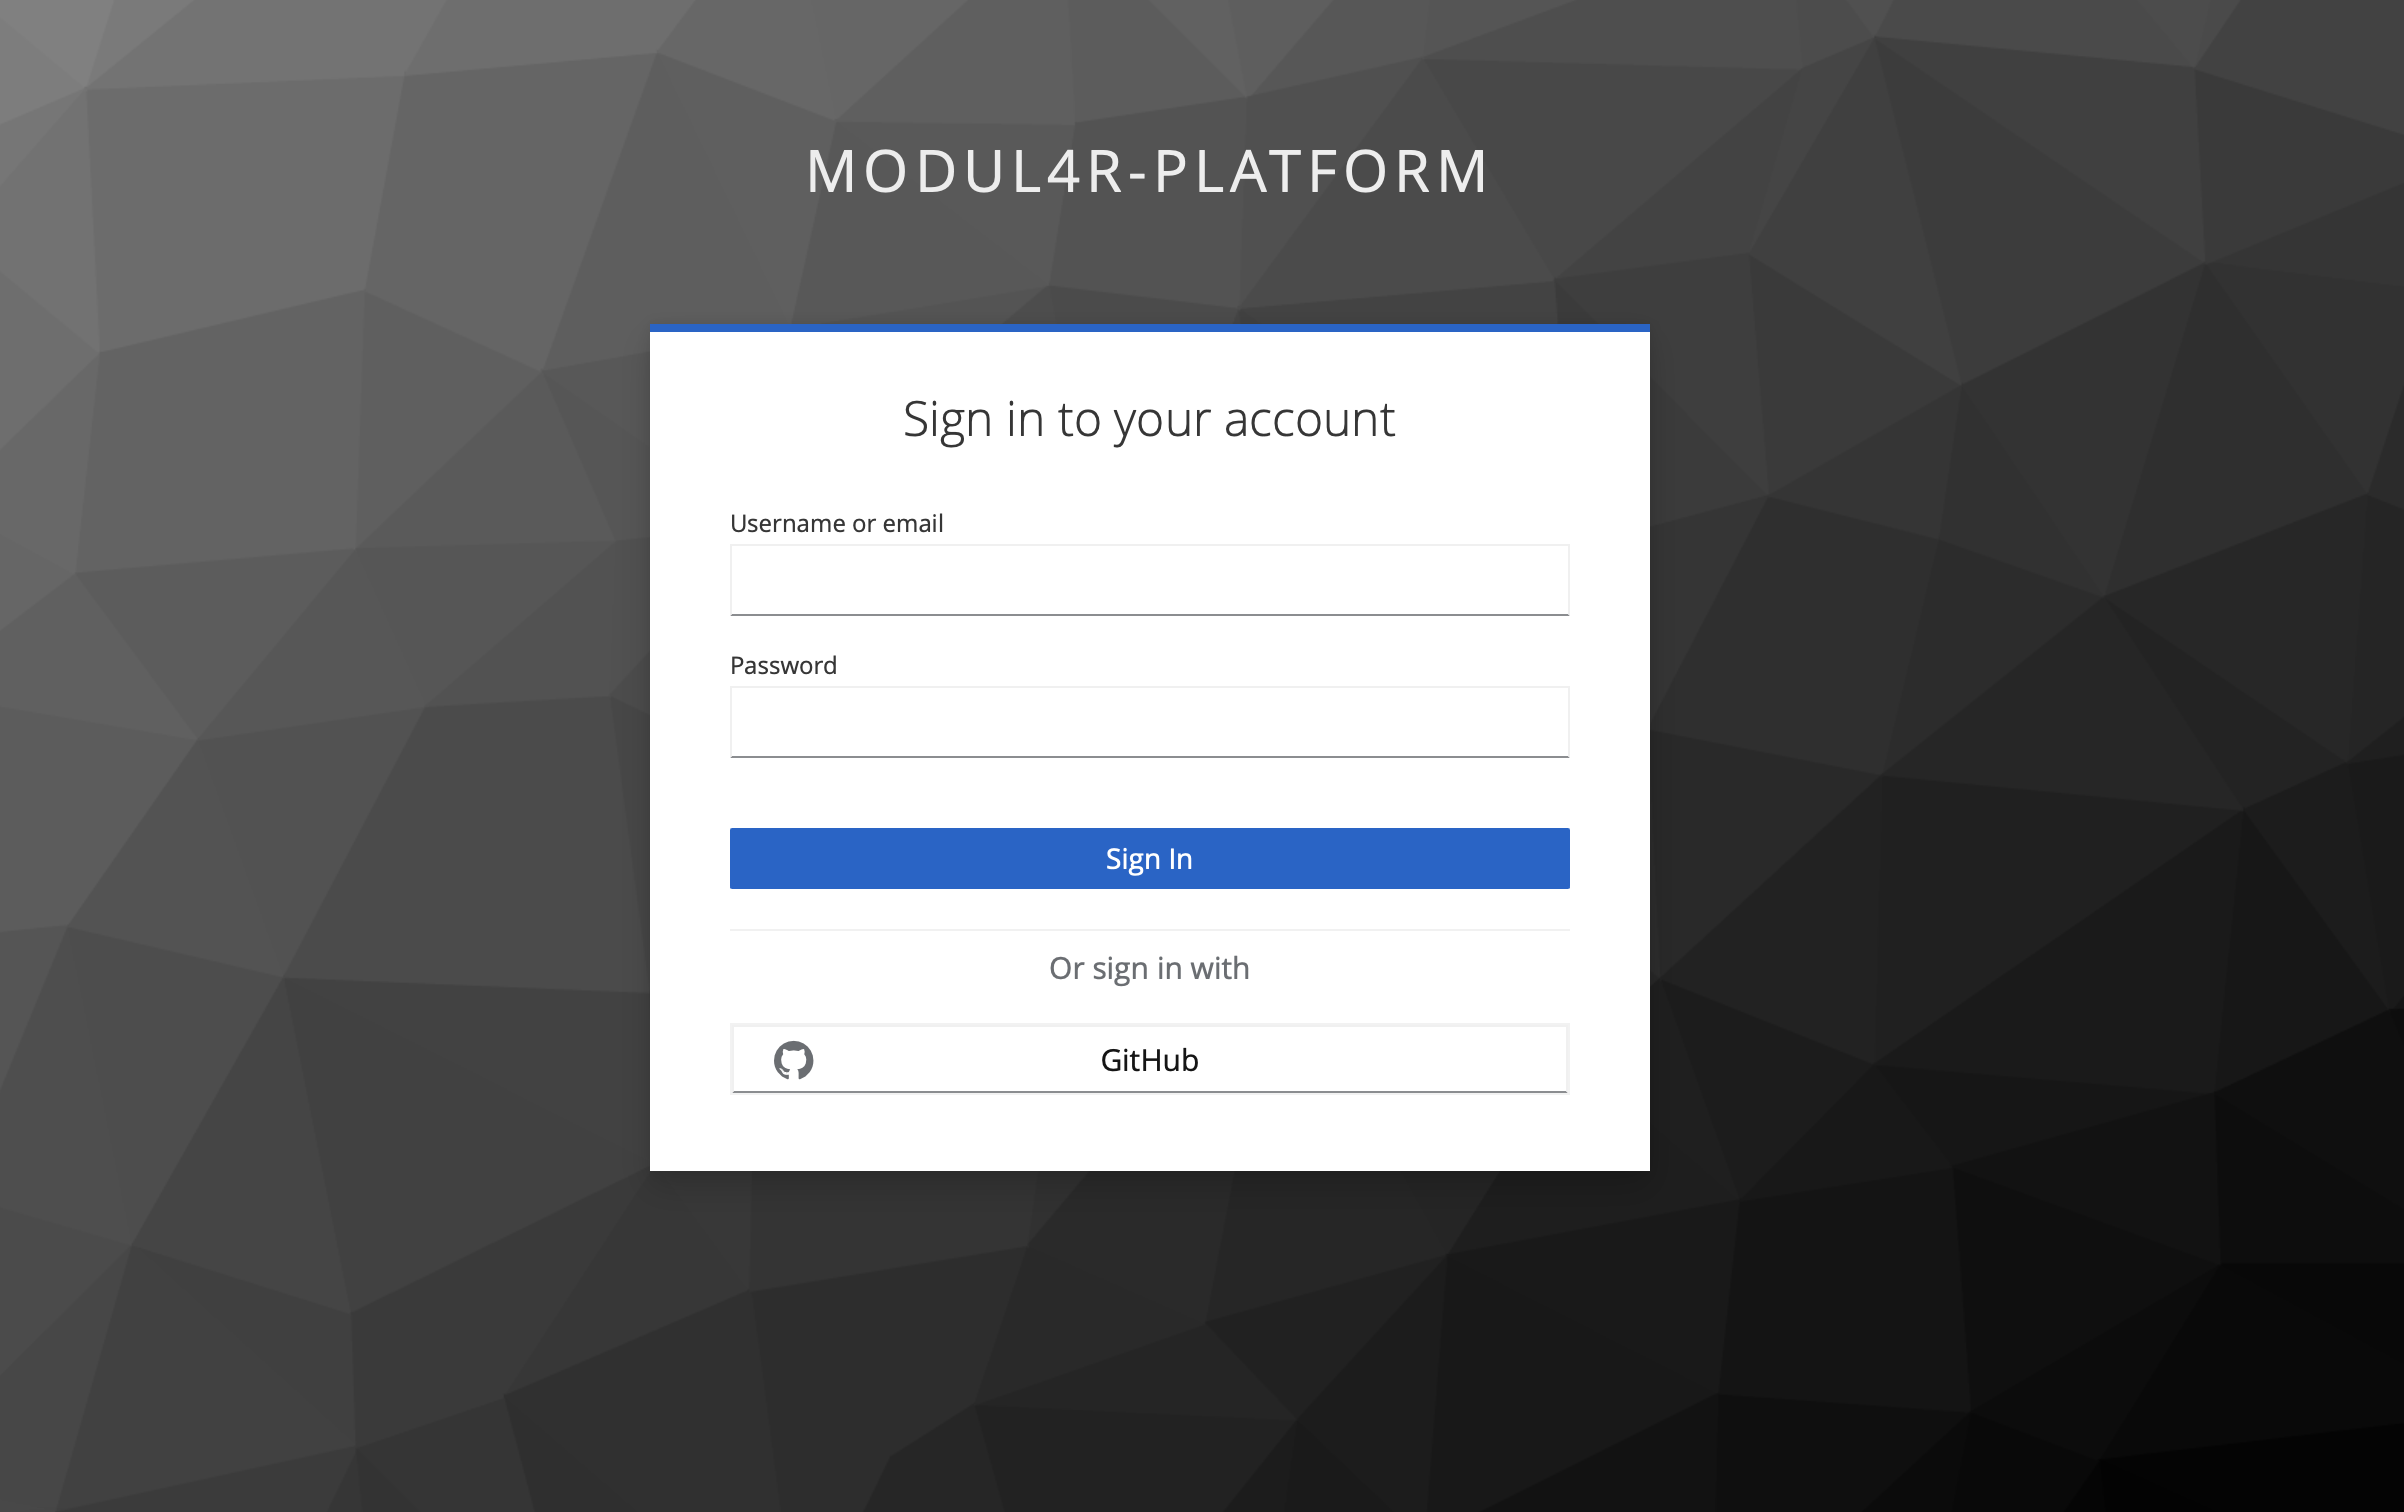 MODUL4R-PLATFORM
Sign in to your account
Username or email
Password
Sign In
Or sign in with
GitHub